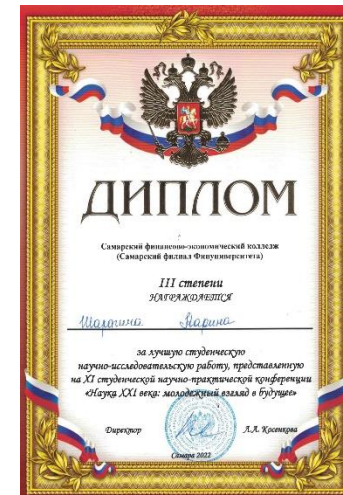 ДИПЛОМ
Самарский финансово-экономический колледж
(Самарский филиал Финуниверситета)
III степени
НАГРАЖДАЕТСЯ
Марина
за лучшую студенческую
научно-исследовательскую работу, представленную
на XI студенческой научно-практической конференции
«Наука XXI века: молодежный взгляд в будущее»
Директор Л.А. Косенкова
Самара 2022